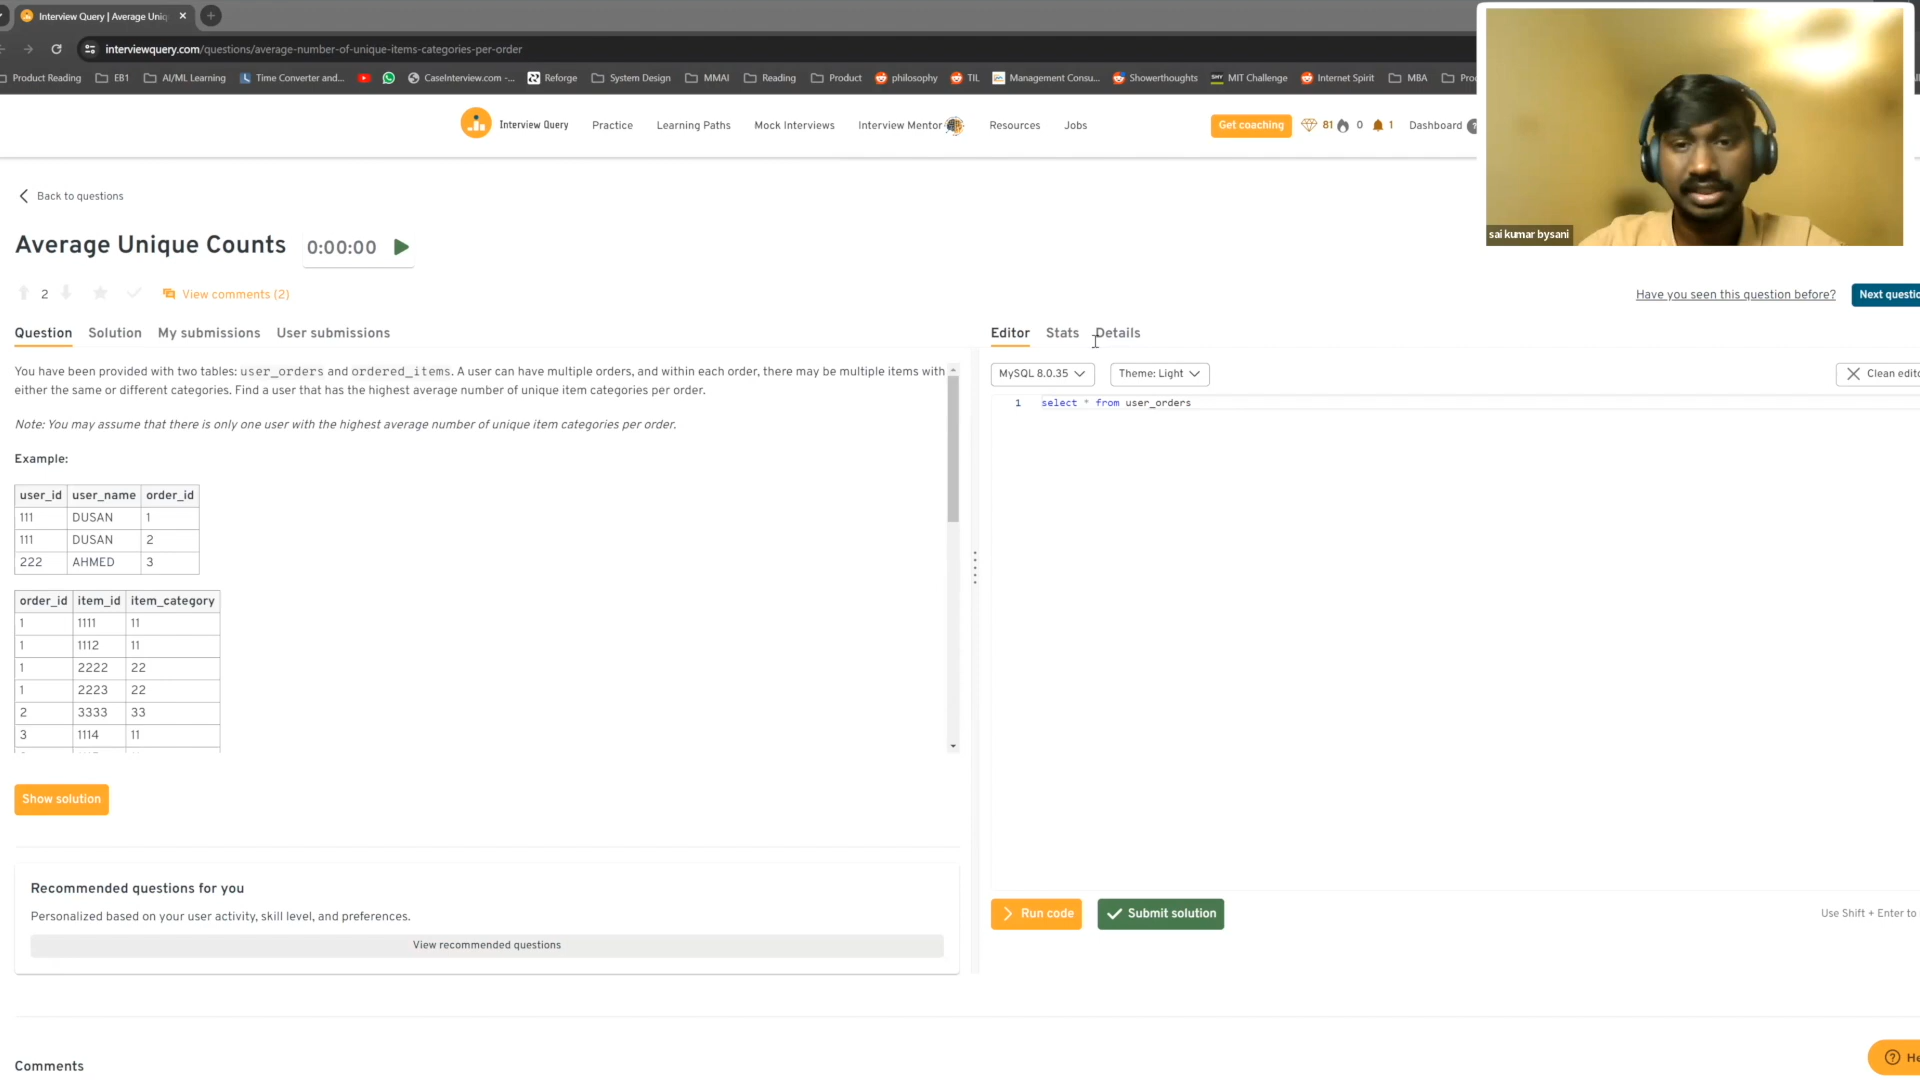 Interview Query | Average Uniq
interviewquery.com/questions/average-number-of-unique-items-categories-per-order
Product Reading EB1 AI/ML Learning Time Converter and... CaseInterview.com -... Reforge System Design MMAI Reading Product philosophy TIL Management Consu... Showerthoughts MIT Challenge Internet Spirit MBA
Interview Query Practice Learning Paths Mock Interviews Interview Mentor Resources Jobs Get coaching 81 0 1 Dashboard
sai kumar bysani
Back to questions
Average Unique Counts 0:00:00
2 View comments (2)
Have you seen this question before? Next questio
Question Solution My submissions User submissions
Editor Stats Details
You have been provided with two tables: user_orders and ordered_items. A user can have multiple orders, and within each order, there may be multiple items with
either the same or different categories. Find a user that has the highest average number of unique item categories per order.
Note: You may assume that there is only one user with the highest average number of unique item categories per order.
Example:
user_id user_name order_id
111 DUSAN 1
111 DUSAN 2
222 AHMED 3
order_id item_id item_category
1 1111 11
1 1112 11
1 2222 22
1 2223 22
2 3333 33
3 1114 11
MySQL 8.0.35 Theme: Light Clean edito
1 select * from user_orders
Show solution
Recommended questions for you
Personalized based on your user activity, skill level, and preferences.
View recommended questions
Run code Submit solution Use Shift + Enter to
Comments
He